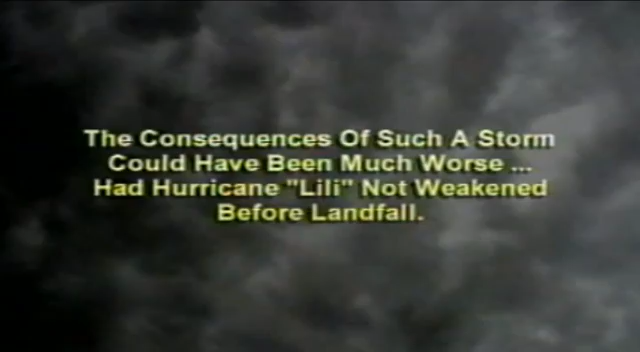 The Consequences Of Such A Storm
Could Have Been Much Worse ...
Had Hurricane "Lili" Not Weakened
Before Landfall.